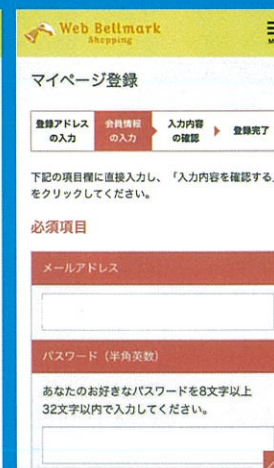 Web Bellmark
Shopping
マイページ登録
登録アドレス
の入力
会員情報
の入力
入力内容
の確認
登録完了
下記の項目欄に直接入力し、「入力内容を確認する」
をクリックしてください。
必須項目
メールアドレス
パスワード（半角英数）
あなたのお好きなパスワードを8文字以上
32文字以内で入力してください。